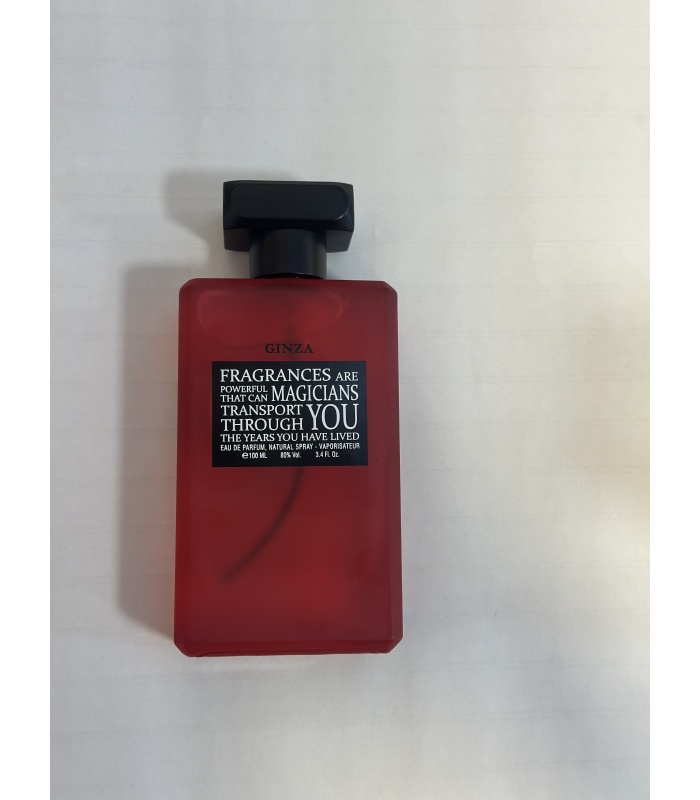 GINZA
FRAGRANCES ARE
POWERFUL MAGICIANS
THAT CAN
TRANSPORT YOU
THROUGH
THE YEARS YOU HAVE LIVED
EAU DE PARFUM, NATURAL SPRAY - VAPORISATEUR
℮100 ML 80% Vol. 3.4 Fl. Oz.